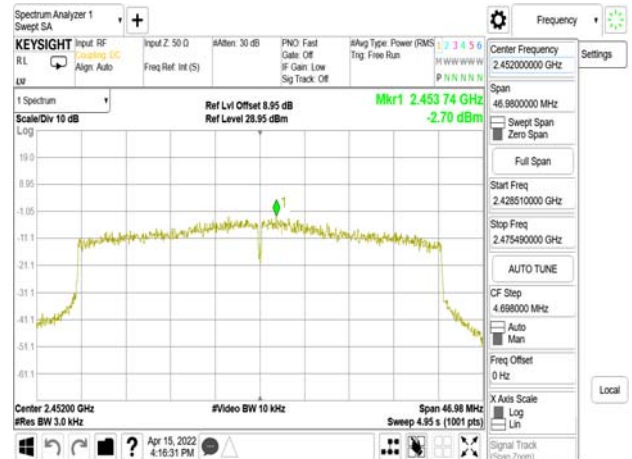 Spectrum Analyzer 1
Swept SA
+
Frequency
KEYSIGHT
RL
Input: RF
Coupling: DC
Align: Auto
Input Z: 50 Ω
Freq Ref: Int (S)
#Atten: 30 dB
PNO: Fast
Gate: Off
IF Gain: Low
Sig Track: Off
#Avg Type: Power (RMS
Trig: Free Run
1 2 3 4 5 6
M W W W W W
P N N N N N
1 Spectrum
Scale/Div 10 dB
Log
Ref Lvl Offset 8.95 dB
Ref Level 28.95 dBm
Mkr1 2.453 74 GHz
-2.70 dBm
19.0
8.95
-1.05
-11.1
-21.1
-31.1
-41.1
-51.1
-61.1
1
Center 2.45200 GHz
#Res BW 3.0 kHz
#Video BW 10 kHz
Span 46.98 MHz
Sweep 4.95 s (1001 pts)
Apr 15, 2022
4:16:31 PM
?
Center Frequency
2.452000000 GHz
Settings
Span
46.9800000 MHz
Swept Span
Zero Span
Full Span
Start Freq
2.428510000 GHz
Stop Freq
2.475490000 GHz
AUTO TUNE
CF Step
4.698000 MHz
Auto
Man
Freq Offset
0 Hz
X Axis Scale
Log
Lin
Local
Signal Track
(Span Zoom)